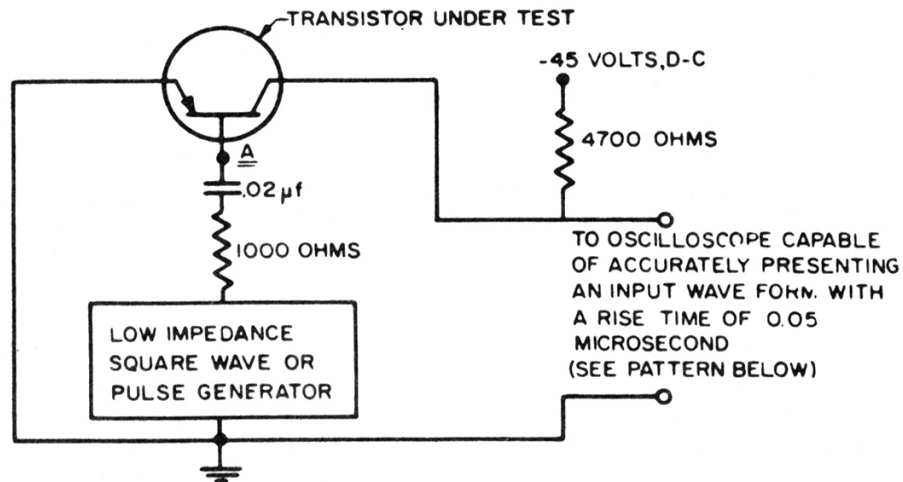 TRANSISTOR UNDER TEST
-45 VOLTS, D-C
4700 OHMS
A
.02 µf
1000 OHMS
TO OSCILLOSCOPE CAPABLE
OF ACCURATELY PRESENTING
AN INPUT WAVE FORM WITH
A RISE TIME OF 0.05
MICROSECOND
(SEE PATTERN BELOW)
LOW IMPEDANCE
SQUARE WAVE OR
PULSE GENERATOR